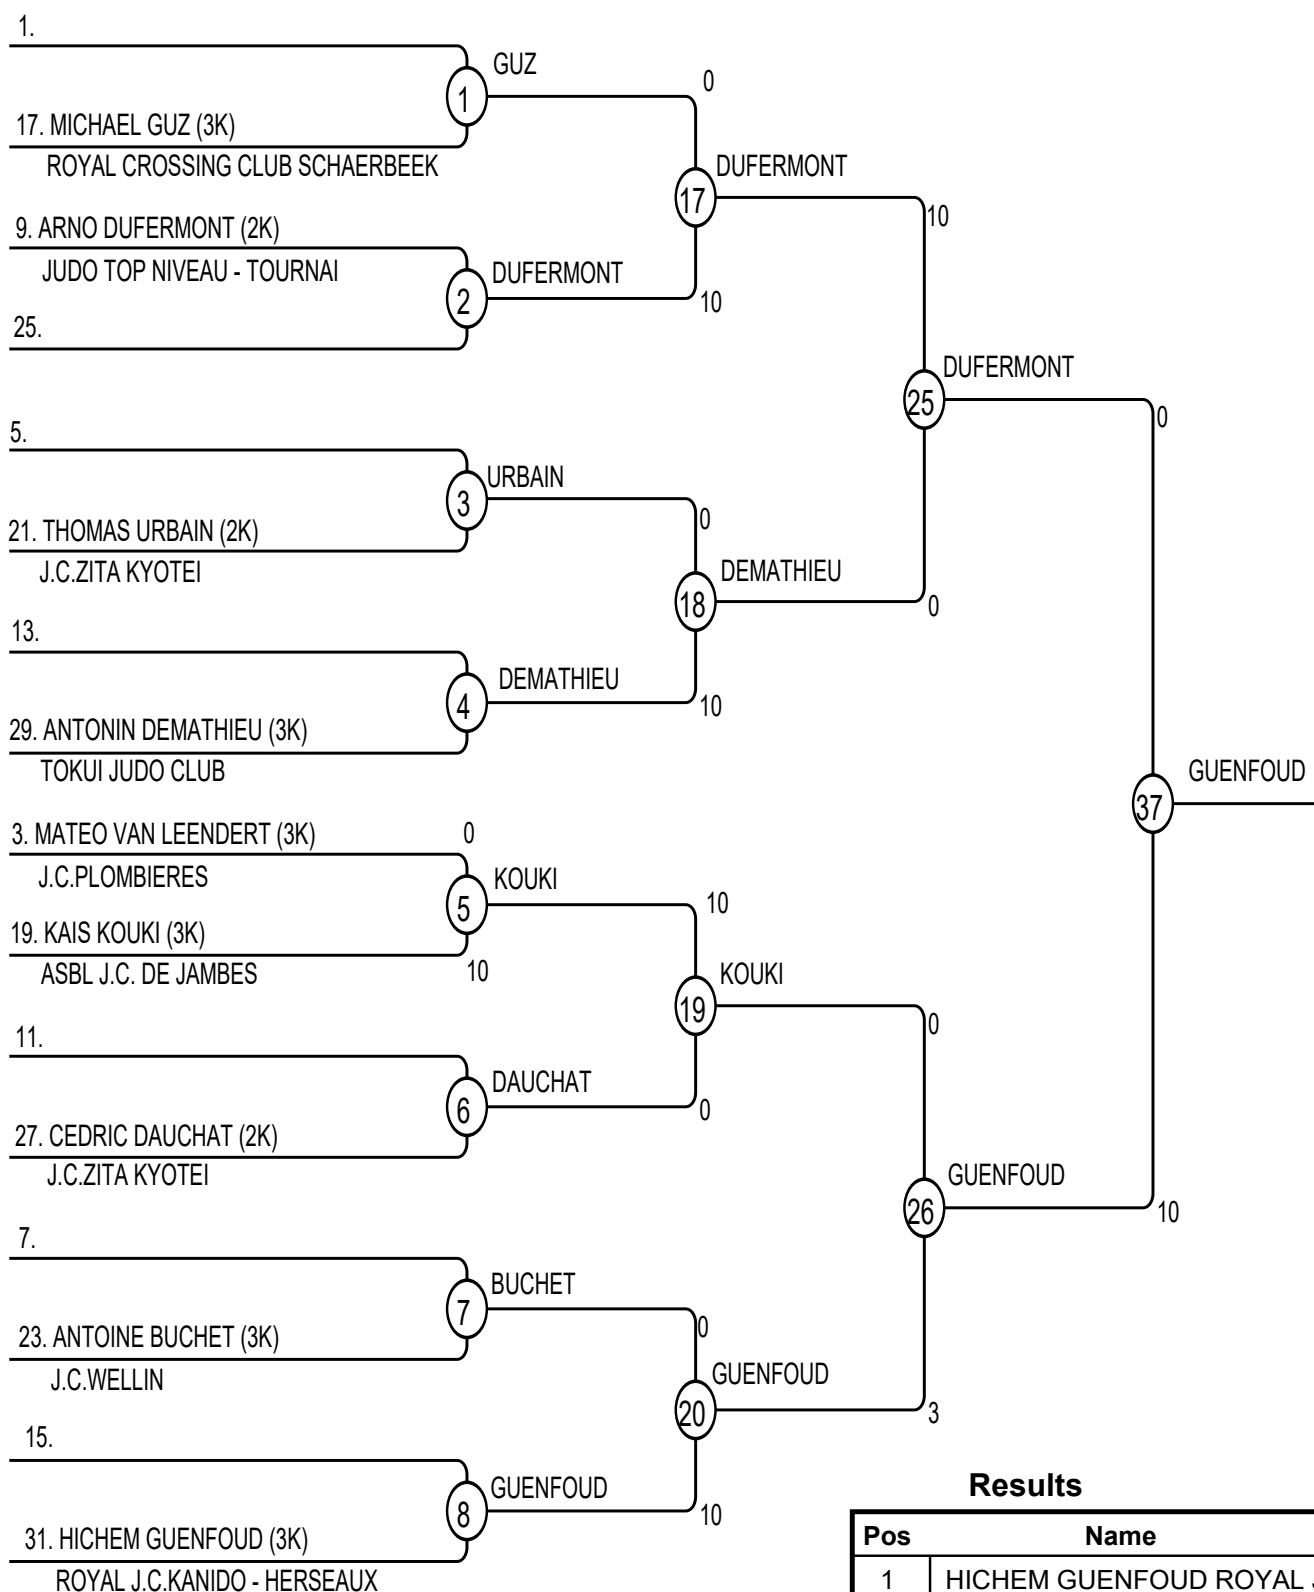 1.
GUZ
0
1
17. MICHAEL GUZ (3K)
ROYAL CROSSING CLUB SCHAERBEEK
DUFERMONT
17
10
9. ARNO DUFERMONT (2K)
JUDO TOP NIVEAU - TOURNAI
DUFERMONT
2
10
25.
DUFERMONT
25
0
5.
URBAIN
3
0
21. THOMAS URBAIN (2K)
J.C.ZITA KYOTEI
DEMATHIEU
18
0
13.
DEMATHIEU
4
10
29. ANTONIN DEMATHIEU (3K)
TOKUI JUDO CLUB
GUENFOUD
37
3. MATEO VAN LEENDERT (3K)
0
J.C.PLOMBIERES
KOUKI
5
10
19. KAIS KOUKI (3K)
ASBL J.C. DE JAMBES
10
KOUKI
19
0
11.
DAUCHAT
6
0
27. CEDRIC DAUCHAT (2K)
J.C.ZITA KYOTEI
GUENFOUD
26
10
7.
BUCHET
7
0
23. ANTOINE BUCHET (3K)
J.C.WELLIN
GUENFOUD
20
3
15.
GUENFOUD
8
10
31. HICHEM GUENFOUD (3K)
ROYAL J.C.KANIDO - HERSEAUX
Results
Pos Name
1 HICHEM GUENFOUD ROYAL